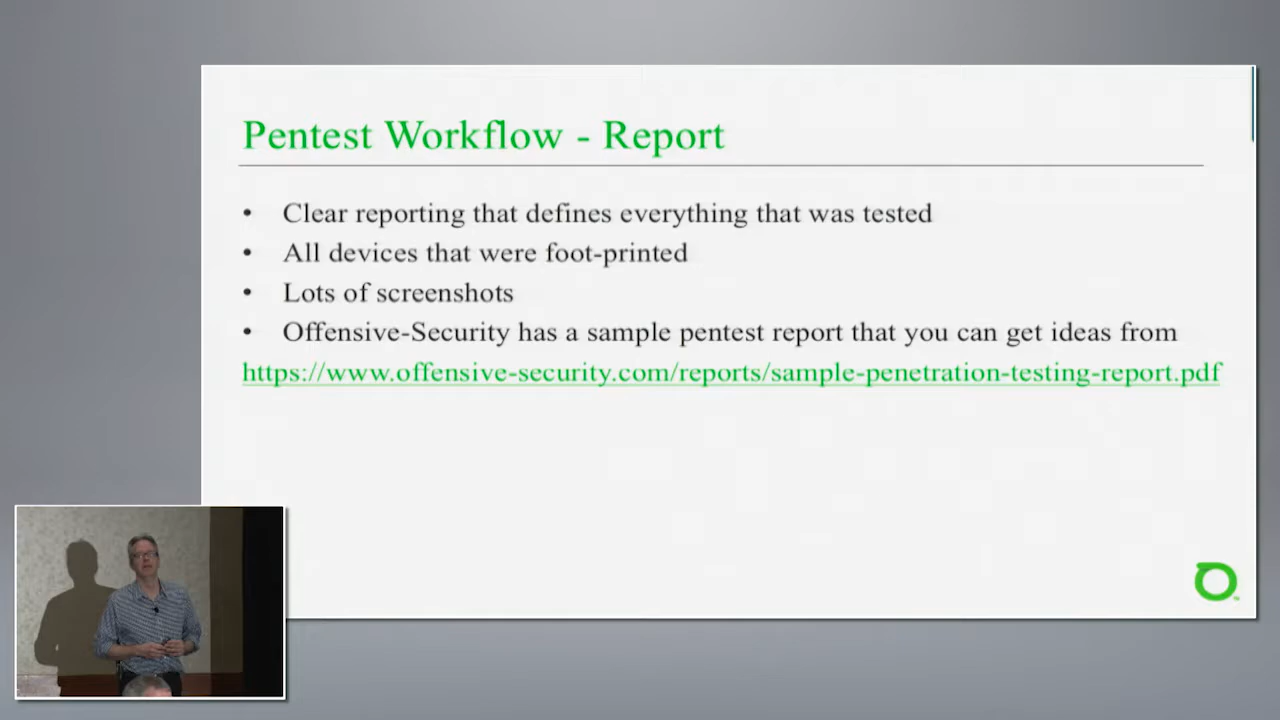 Pentest Workflow - Report
• Clear reporting that defines everything that was tested
• All devices that were foot-printed
• Lots of screenshots
• Offensive-Security has a sample pentest report that you can get ideas from
https://www.offensive-security.com/reports/sample-penetration-testing-report.pdf